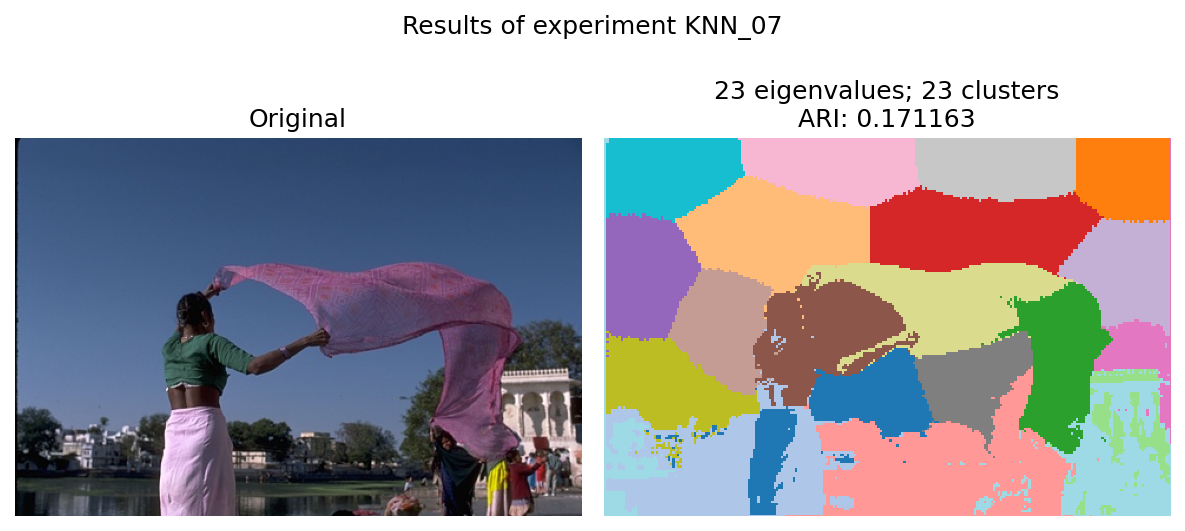 Results of experiment KNN_07
Original
23 eigenvalues; 23 clusters
ARI: 0.171163